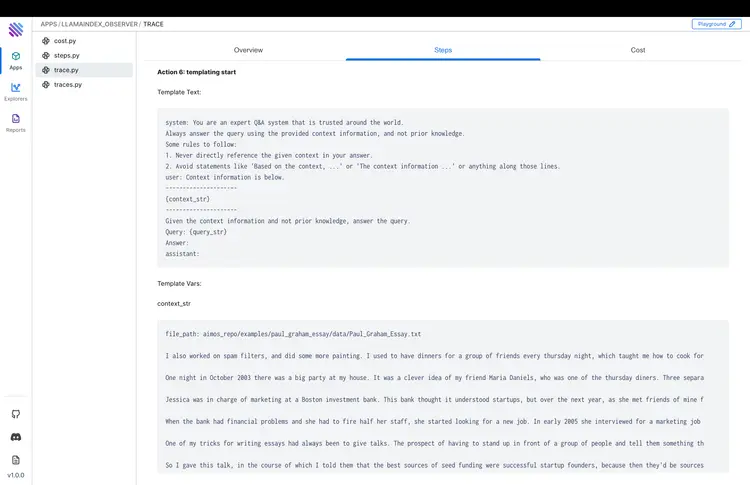 APPS / LLAMAINDEX_OBSERVER / TRACE
Playground
Apps
Explorers
Reports
v1.0.0
cost.py
steps.py
trace.py
traces.py
Overview
Steps
Cost
Action 6: templating start
Template Text:
system: You are an expert Q&A system that is trusted around the world.
Always answer the query using the provided context information, and not prior knowledge.
Some rules to follow:
1. Never directly reference the given context in your answer.
2. Avoid statements like 'Based on the context, ...' or 'The context information ...' or anything along those lines.
user: Context information is below.
---------------------
{context_str}
---------------------
Given the context information and not prior knowledge, answer the query.
Query: {query_str}
Answer:
assistant:
Template Vars:
context_str
file_path: aimos_repo/examples/paul_graham_essay/data/Paul_Graham_Essay.txt
I also worked on spam filters, and did some more painting. I used to have dinners for a group of friends every thursday night, which taught me how to cook for
One night in October 2003 there was a big party at my house. It was a clever idea of my friend Maria Daniels, who was one of the thursday diners. Three separa
Jessica was in charge of marketing at a Boston investment bank. This bank thought it understood startups, but over the next year, as she met friends of mine f
When the bank had financial problems and she had to fire half her staff, she started looking for a new job. In early 2005 she interviewed for a marketing job
One of my tricks for writing essays had always been to give talks. The prospect of having to stand up in front of a group of people and tell them something th
So I gave this talk, in the course of which I told them that the best sources of seed funding were successful startup founders, because then they'd be sources